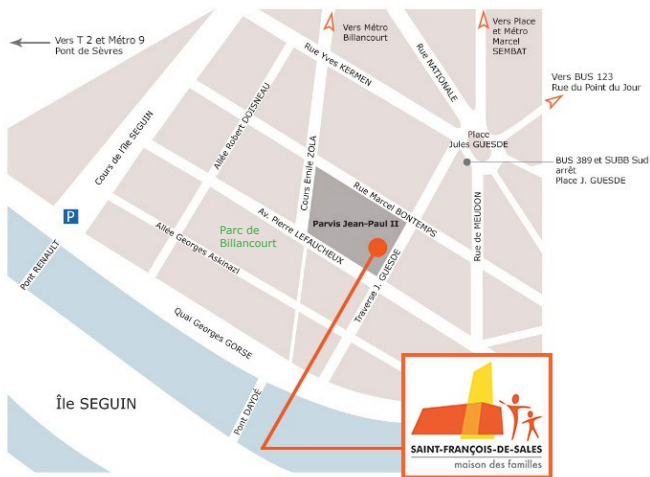 Vers T 2 et Métro 9
Pont de Sèvres
Vers Métro
Billancourt
Vers Place
et Métro
Marcel
SEMBAT
Rue Yves KERMEN
Rue NATIONALE
Vers BUS 123
Rue du Point du Jour
Allée Robert DOISNEAU
Cours de l'île SEGUIN
Cours Emile ZOLA
Place
Jules GUESDE
BUS 389 et SUBB Sud
arrêt
Place J. GUESDE
Rue Marcel BONTEMPS
Rue de MEUDON
P
Parc de
Billancourt
Av. Pierre LEFAUCHEUX
Parvis Jean-Paul II
Allée Georges Askinazi
Traverse J. GUESDE
Pont RENAULT
Quai Georges GORSE
Île SEGUIN
Pont DAYDÉ
SAINT-FRANÇOIS-DE-SALES
maison des familles